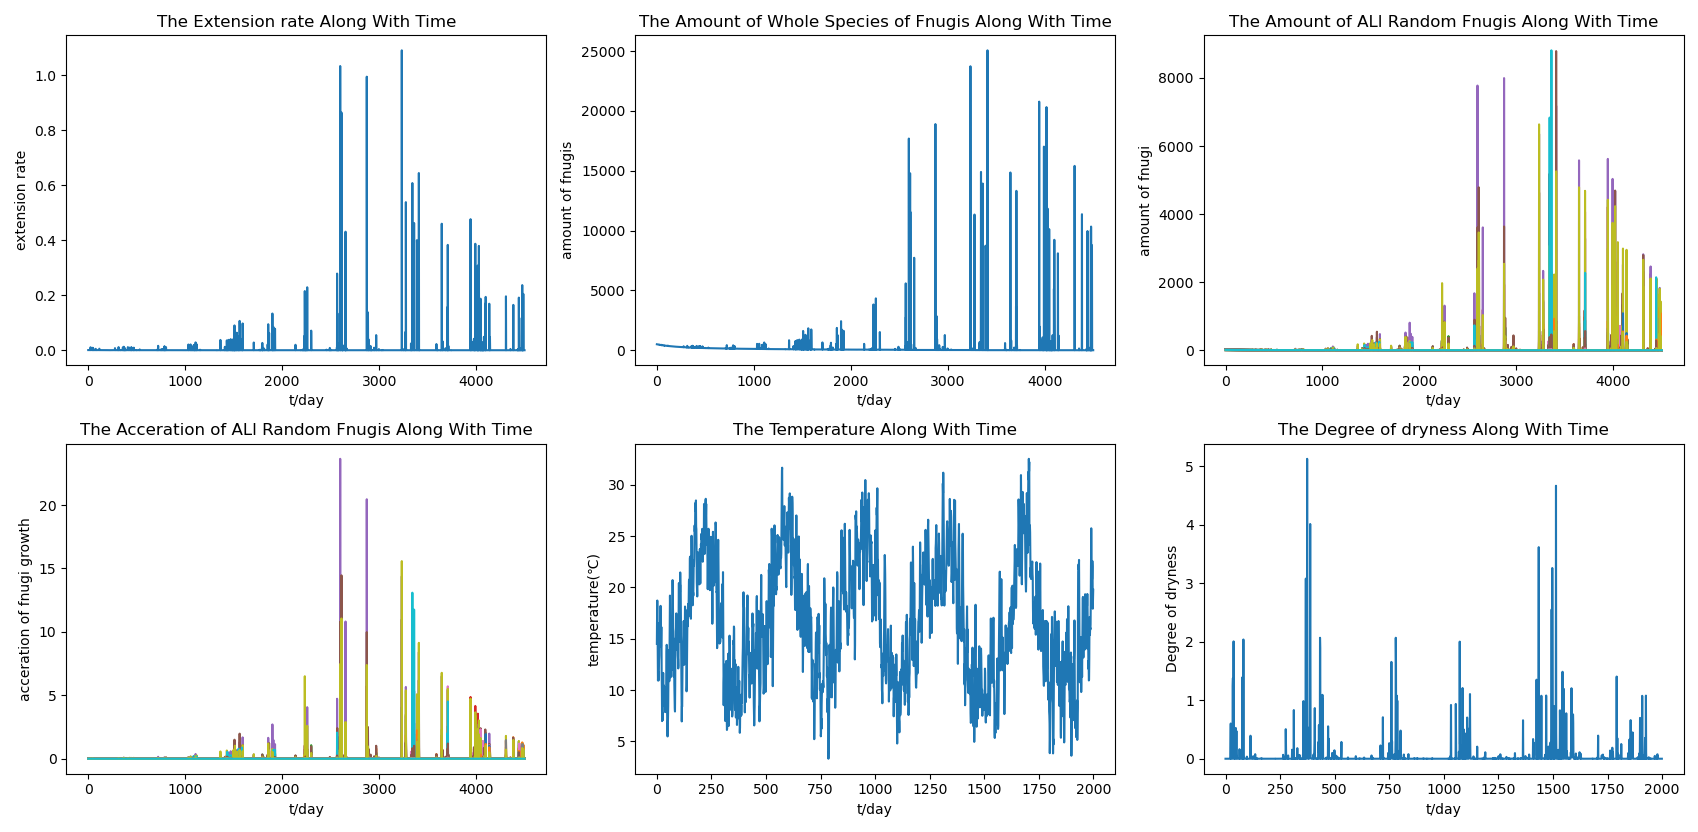 The Extension rate Along With Time
extension rate
1.0
0.8
0.6
0.4
0.2
0.0
0 1000 2000 3000 4000
t/day
The Amount of Whole Species of Fnugis Along With Time
amount of fnugis
25000
20000
15000
10000
5000
0
0 1000 2000 3000 4000
t/day
The Amount of ALI Random Fnugis Along With Time
amount of fnugi
8000
6000
4000
2000
0
0 1000 2000 3000 4000
t/day
The Acceration of ALI Random Fnugis Along With Time
acceration of fnugi growth
20
15
10
5
0
0 1000 2000 3000 4000
t/day
The Temperature Along With Time
temperature(℃)
30
25
20
15
10
5
0 250 500 750 1000 1250 1500 1750 2000
t/day
The Degree of dryness Along With Time
Degree of dryness
5
4
3
2
1
0
0 250 500 750 1000 1250 1500 1750 2000
t/day